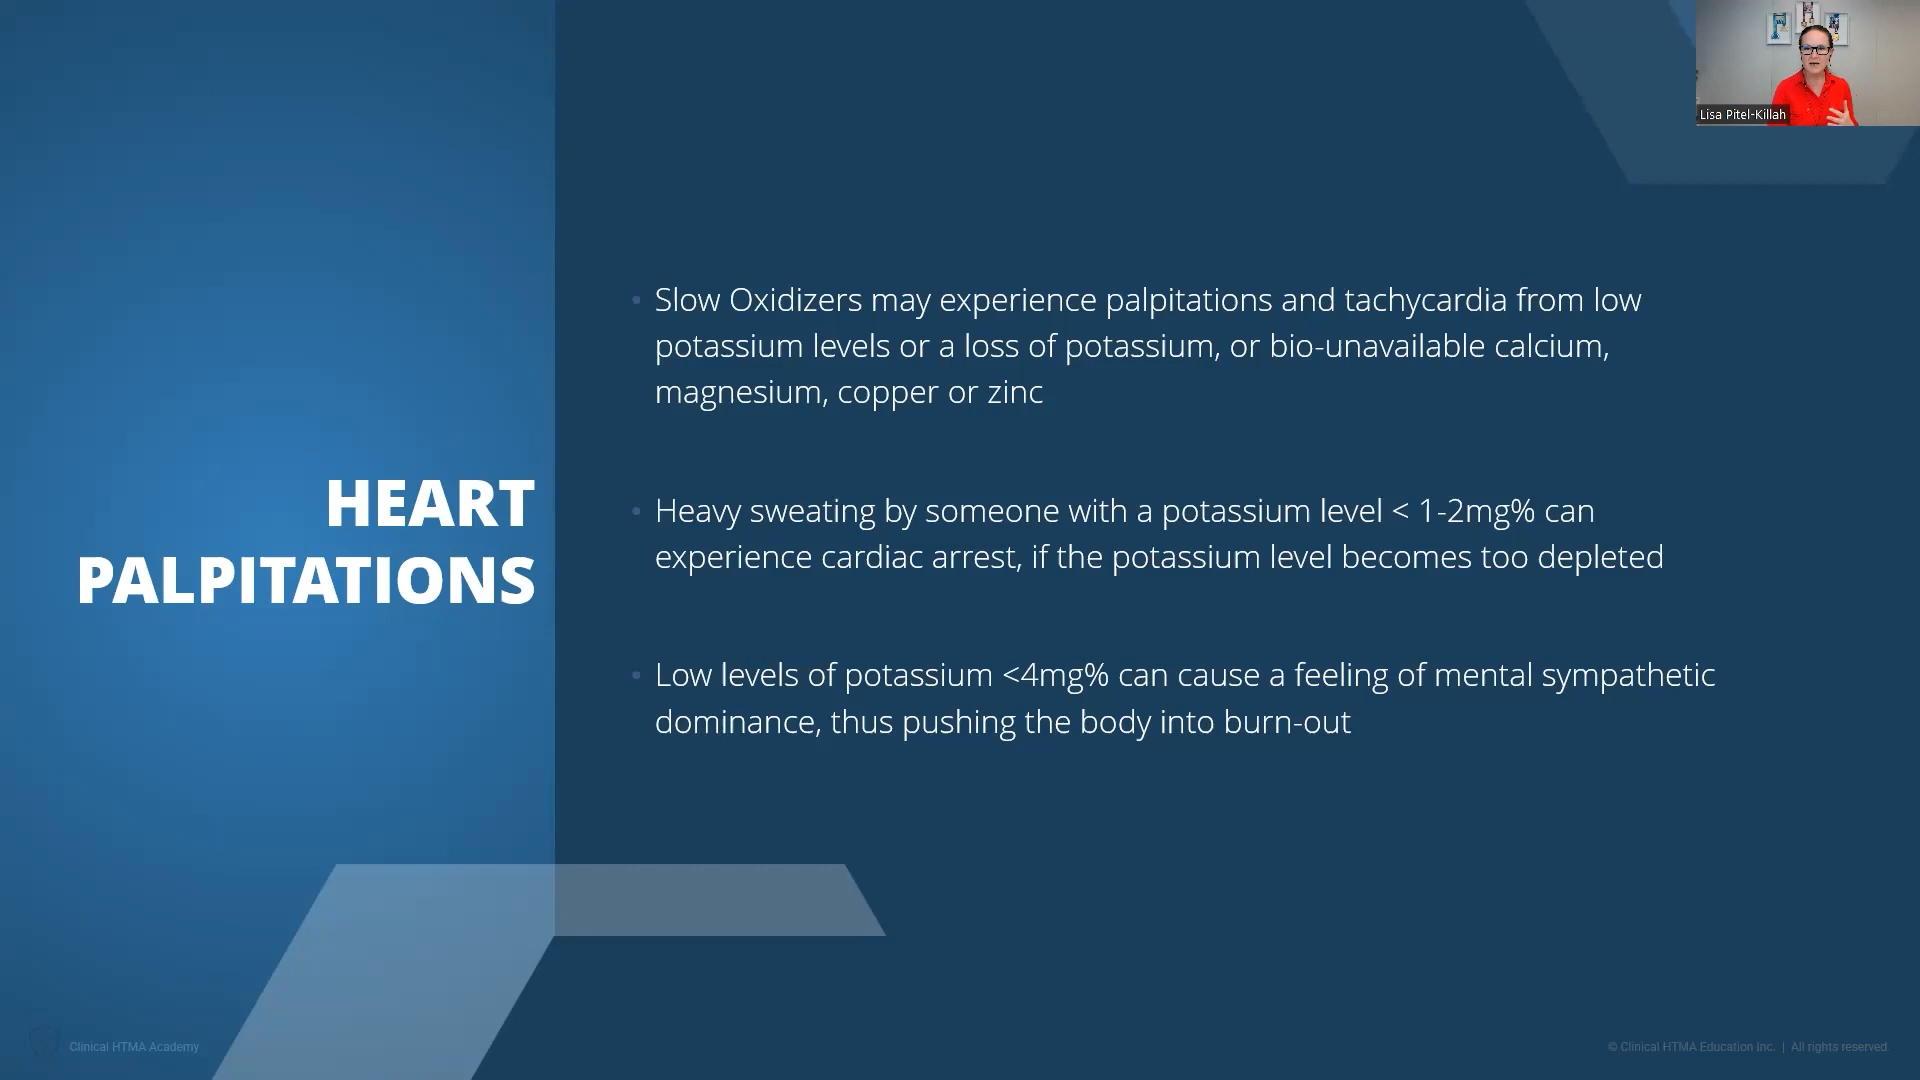 Lisa Pitel-Killah
HEART
PALPITATIONS
• Slow Oxidizers may experience palpitations and tachycardia from low
potassium levels or a loss of potassium, or bio-unavailable calcium,
magnesium, copper or zinc
• Heavy sweating by someone with a potassium level < 1-2mg% can
experience cardiac arrest, if the potassium level becomes too depleted
• Low levels of potassium <4mg% can cause a feeling of mental sympathetic
dominance, thus pushing the body into burn-out
Clinical HTMA Academy
© Clinical HTMA Education Inc. | All rights reserved